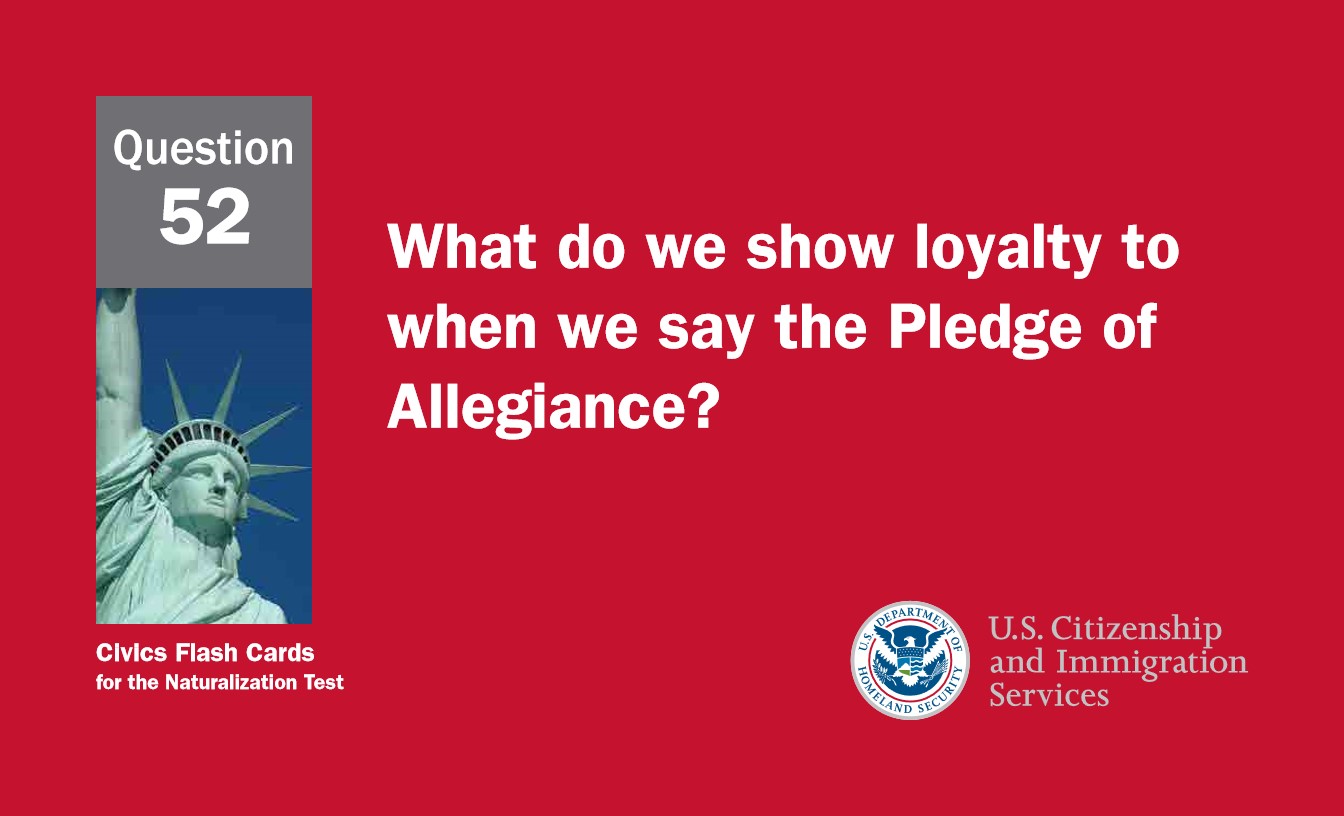 Question
52
What do we show loyalty to
when we say the Pledge of
Allegiance?
Civics Flash Cards
for the Naturalization Test
U.S. DEPARTMENT OF
HOMELAND SECURITY
U.S. Citizenship
and Immigration
Services